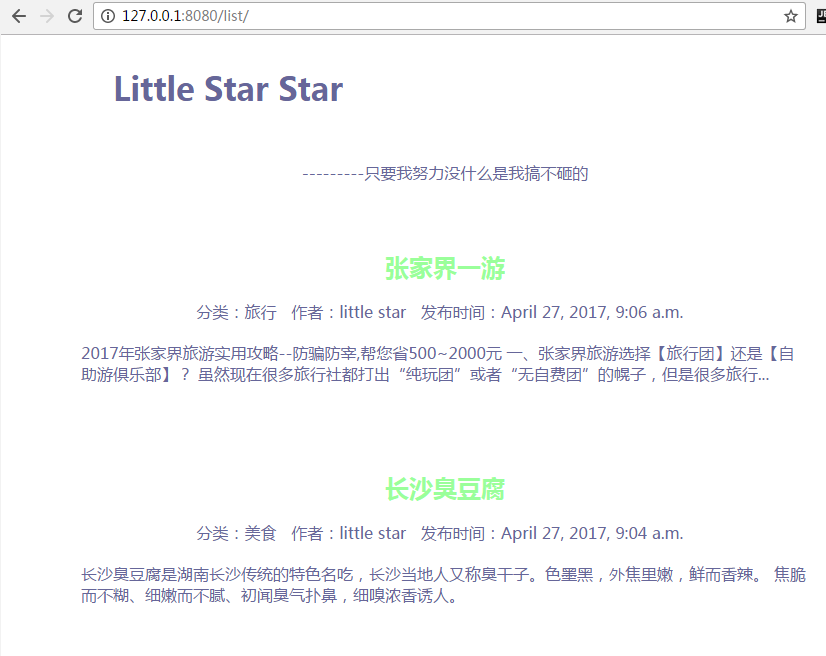 127.0.0.1:8080/list/
Little Star Star
---------只要我努力没什么是我搞不砸的
张家界一游
分类：旅行 作者：little star 发布时间：April 27, 2017, 9:06 a.m.
2017年张家界旅游实用攻略--防骗防宰,帮您省500~2000元 一、张家界旅游选择【旅行团】还是【自
助游俱乐部】？ 虽然现在很多旅行社都打出“纯玩团”或者“无自费团”的幌子，但是很多旅行...
长沙臭豆腐
分类：美食 作者：little star 发布时间：April 27, 2017, 9:04 a.m.
长沙臭豆腐是湖南长沙传统的特色名吃，长沙当地人又称臭干子。色墨黑，外焦里嫩，鲜而香辣。 焦脆
而不糊、细嫩而不腻、初闻臭气扑鼻，细嗅浓香诱人。